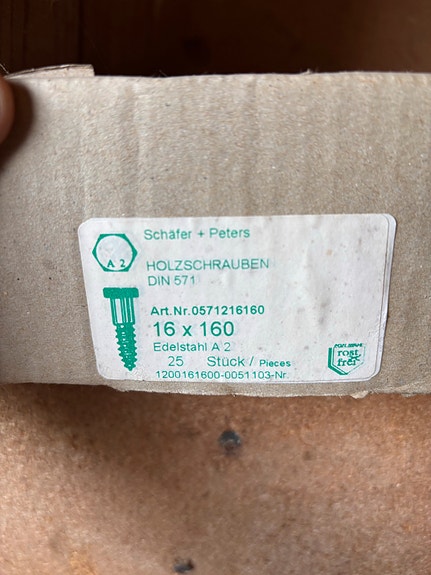 Schäfer + Peters
A 2
HOLZSCHRAUBEN
DIN 571
Art.Nr.0571216160
16 x 160
Edelstahl A 2
25 Stück / Pieces
1200161600-0051103-Nr.
EDELSTAHL
rost
frei